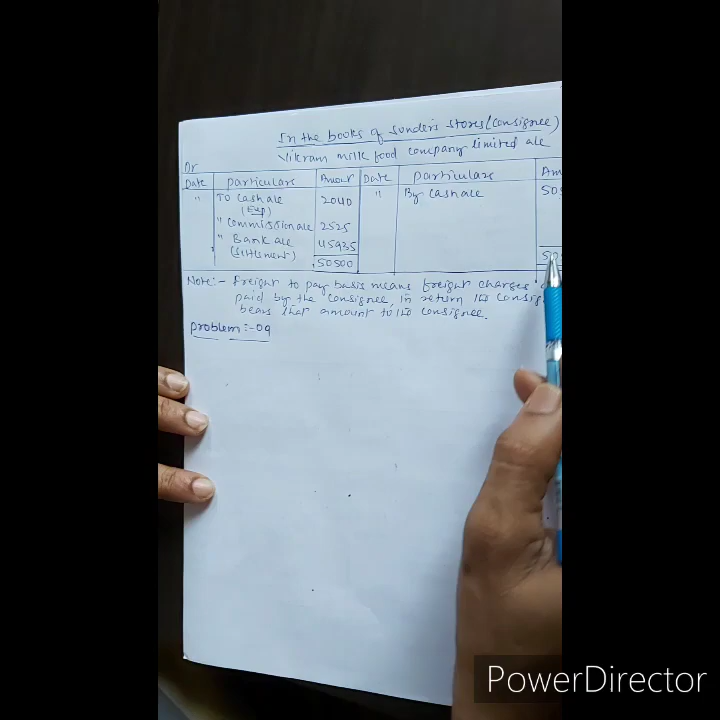 In the books of Sunders Stores (Consignee)
Vikram milk food company limited a/c
Dr
Date Particulars Amount Date Particulars Am
" To Cash a/c 2040 " By Cash a/c 505
(Exp)
" Commission a/c 2525
" Bank a/c 45935
(Settlement) 50500 505
Note:- Freight to pay basis means freight charges
paid by the consignee, in return the consig
bears that amount to the consignee.
Problem:-09
PowerDirector